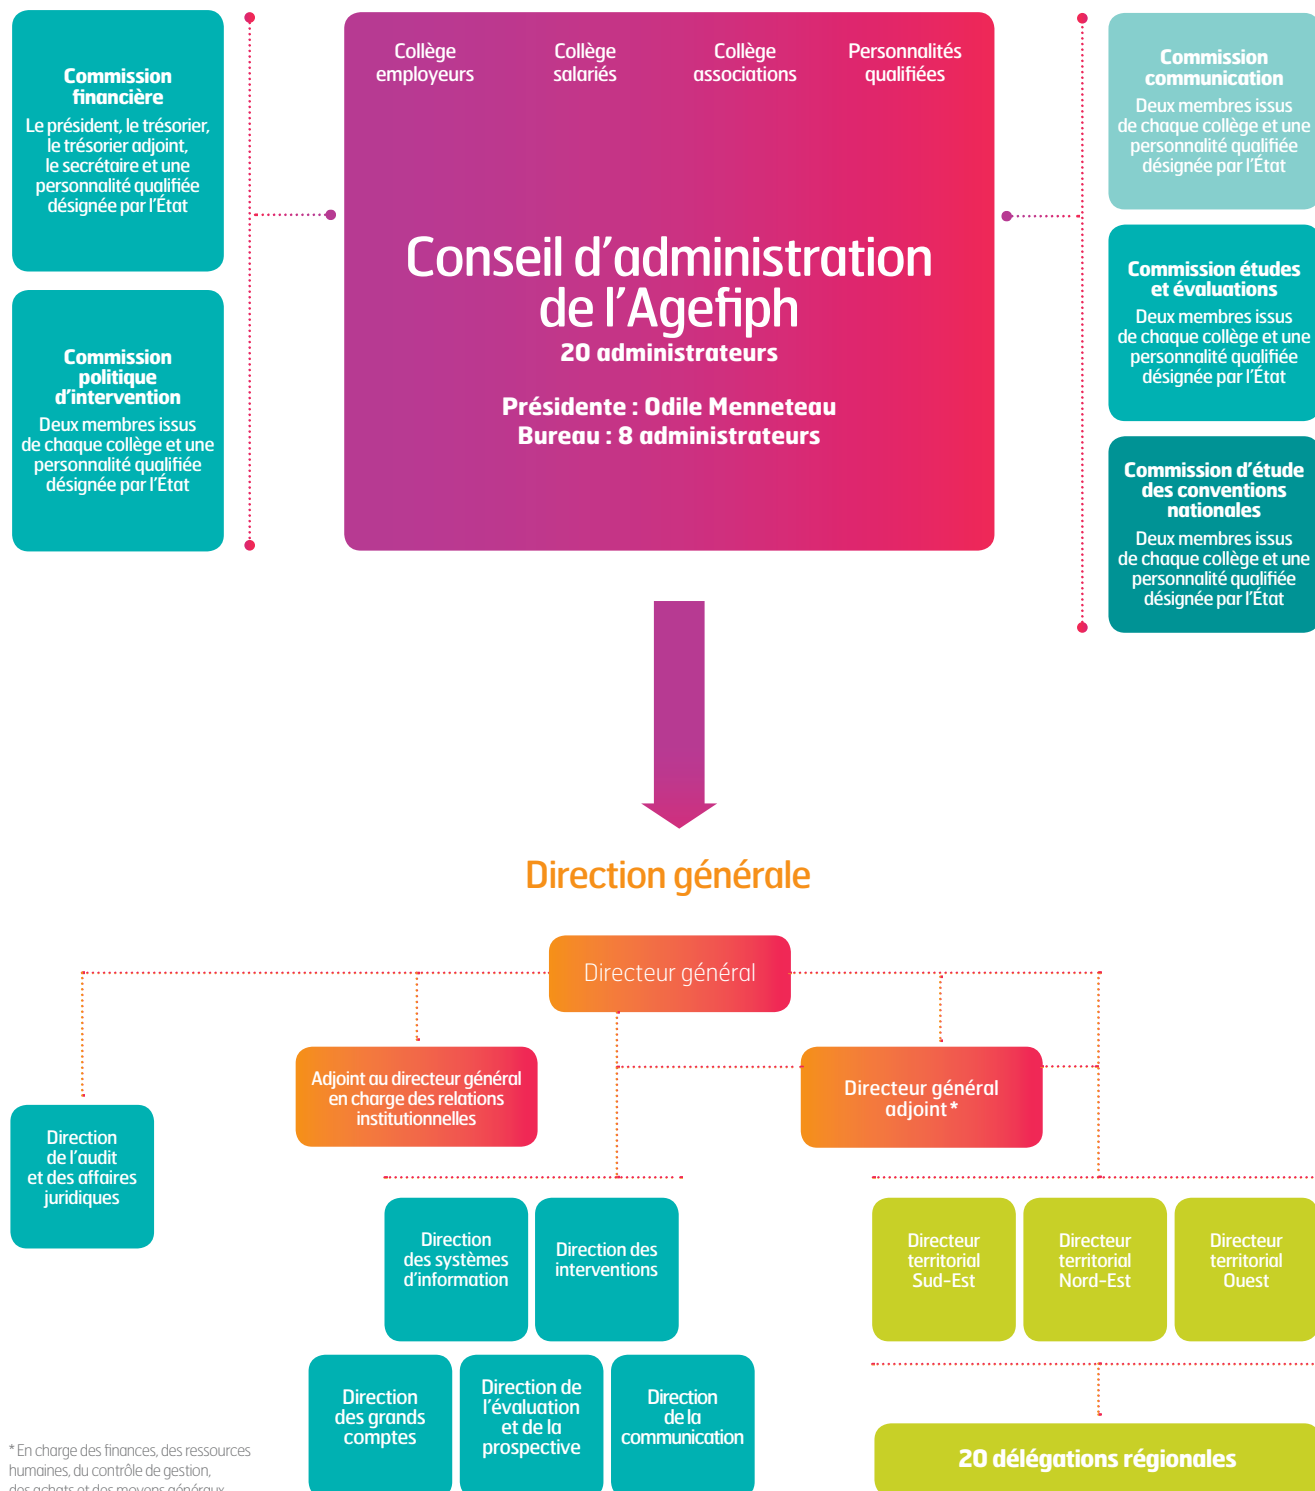 Commission
financière
Le président, le trésorier,
le trésorier adjoint,
le secrétaire et une
personnalité qualifiée
désignée par l'État
Commission
politique
d'intervention
Deux membres issus
de chaque collège et une
personnalité qualifiée
désignée par l'État
Collège
employeurs
Collège
salariés
Collège
associations
Personnalités
qualifiées
Conseil d'administration
de l'Agefiph
20 administrateurs
Présidente : Odile Menneteau
Bureau : 8 administrateurs
Commission
communication
Deux membres issus
de chaque collège et une
personnalité qualifiée
désignée par l'État
Commission études
et évaluations
Deux membres issus
de chaque collège et une
personnalité qualifiée
désignée par l'État
Commission d'étude
des conventions
nationales
Deux membres issus
de chaque collège et une
personnalité qualifiée
désignée par l'État
Direction générale
Directeur général
Adjoint au directeur général
en charge des relations
institutionnelles
Directeur général
adjoint *
Direction
de l'audit
et des affaires
juridiques
Direction
des systèmes
d'information
Direction des
interventions
Directeur
territorial
Sud-Est
Directeur
territorial
Nord-Est
Directeur
territorial
Ouest
Direction
des grands
comptes
Direction de
l'évaluation
et de la
prospective
Direction
de la
communication
20 délégations régionales
* En charge des finances, des ressources
humaines, du contrôle de gestion,
des achats et des moyens généraux